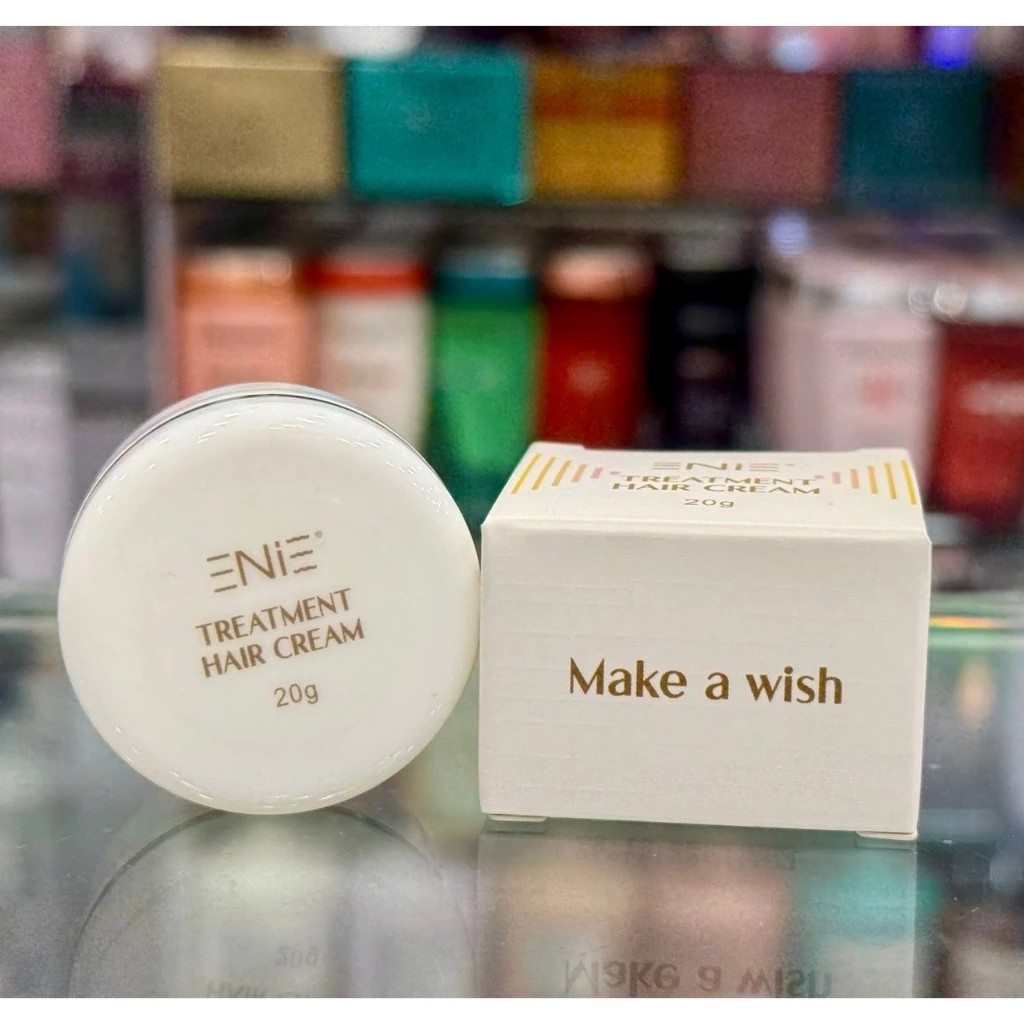 ENiE®
TREATMENT
HAIR CREAM
20g
ENiE®
TREATMENT
HAIR CREAM
20g
Make a wish